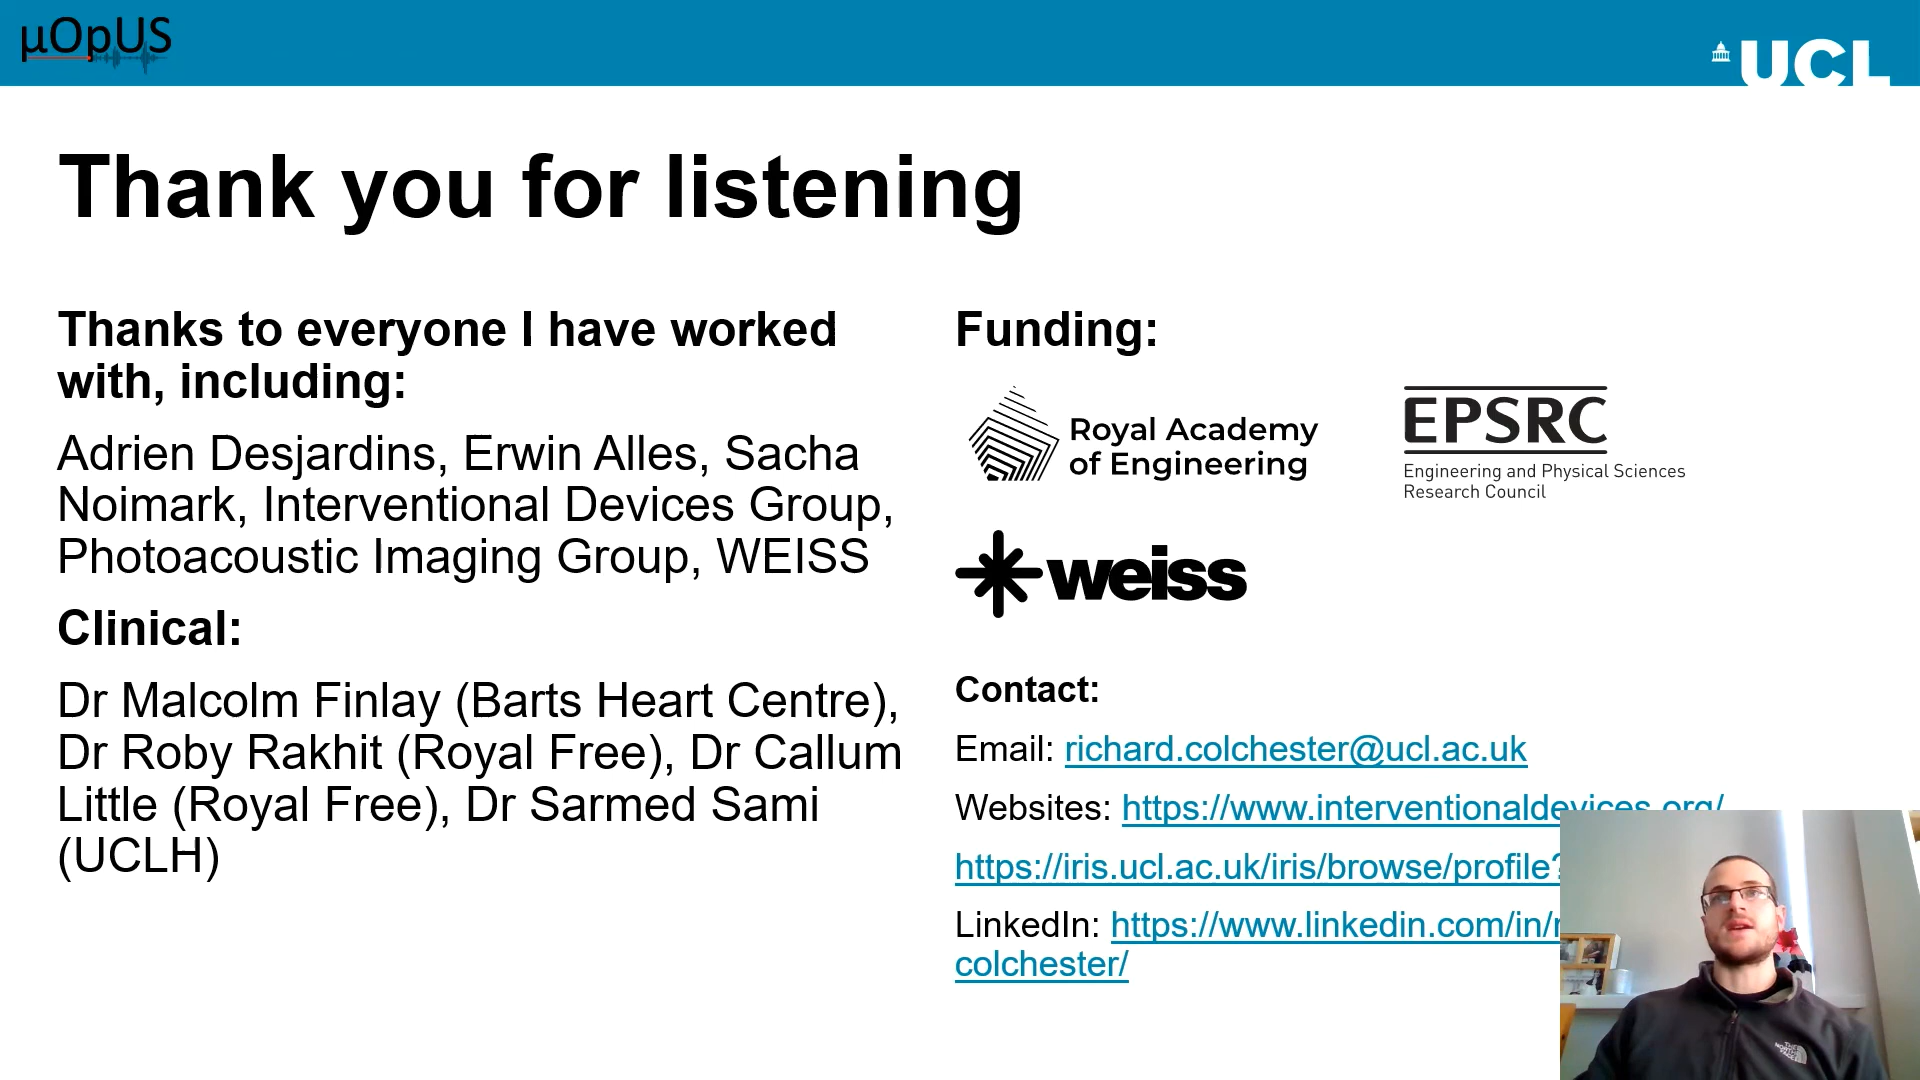 µOpUS
UCL
Thank you for listening
Thanks to everyone I have worked
with, including:
Adrien Desjardins, Erwin Alles, Sacha
Noimark, Interventional Devices Group,
Photoacoustic Imaging Group, WEISS
Clinical:
Dr Malcolm Finlay (Barts Heart Centre),
Dr Roby Rakhit (Royal Free), Dr Callum
Little (Royal Free), Dr Sarmed Sami
(UCLH)
Funding:
Royal Academy
of Engineering
EPSRC
Engineering and Physical Sciences
Research Council
weiss
Contact:
Email: richard.colchester@ucl.ac.uk
Websites: https://www.interventionaldevices.org/
https://iris.ucl.ac.uk/iris/browse/profile?
LinkedIn: https://www.linkedin.com/in/
colchester/
THE
NORTH
FACE